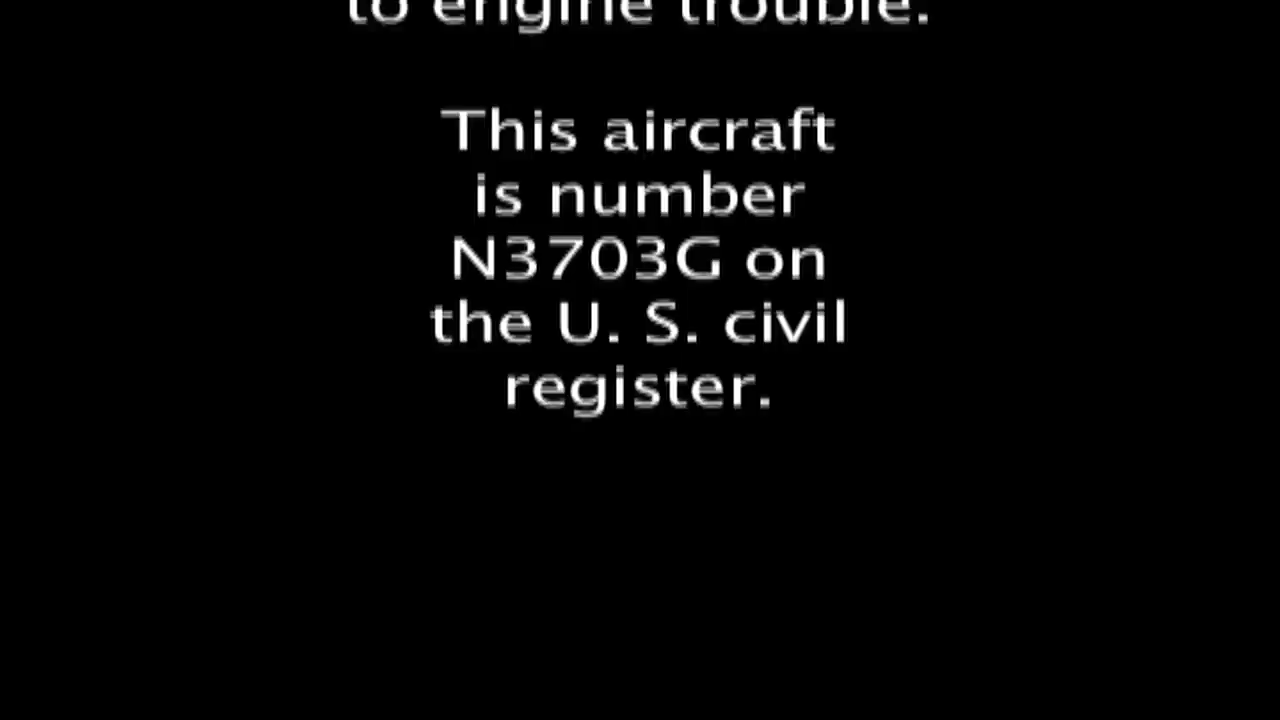 to engine trouble.
This aircraft
is number
N3703G on
the U. S. civil
register.